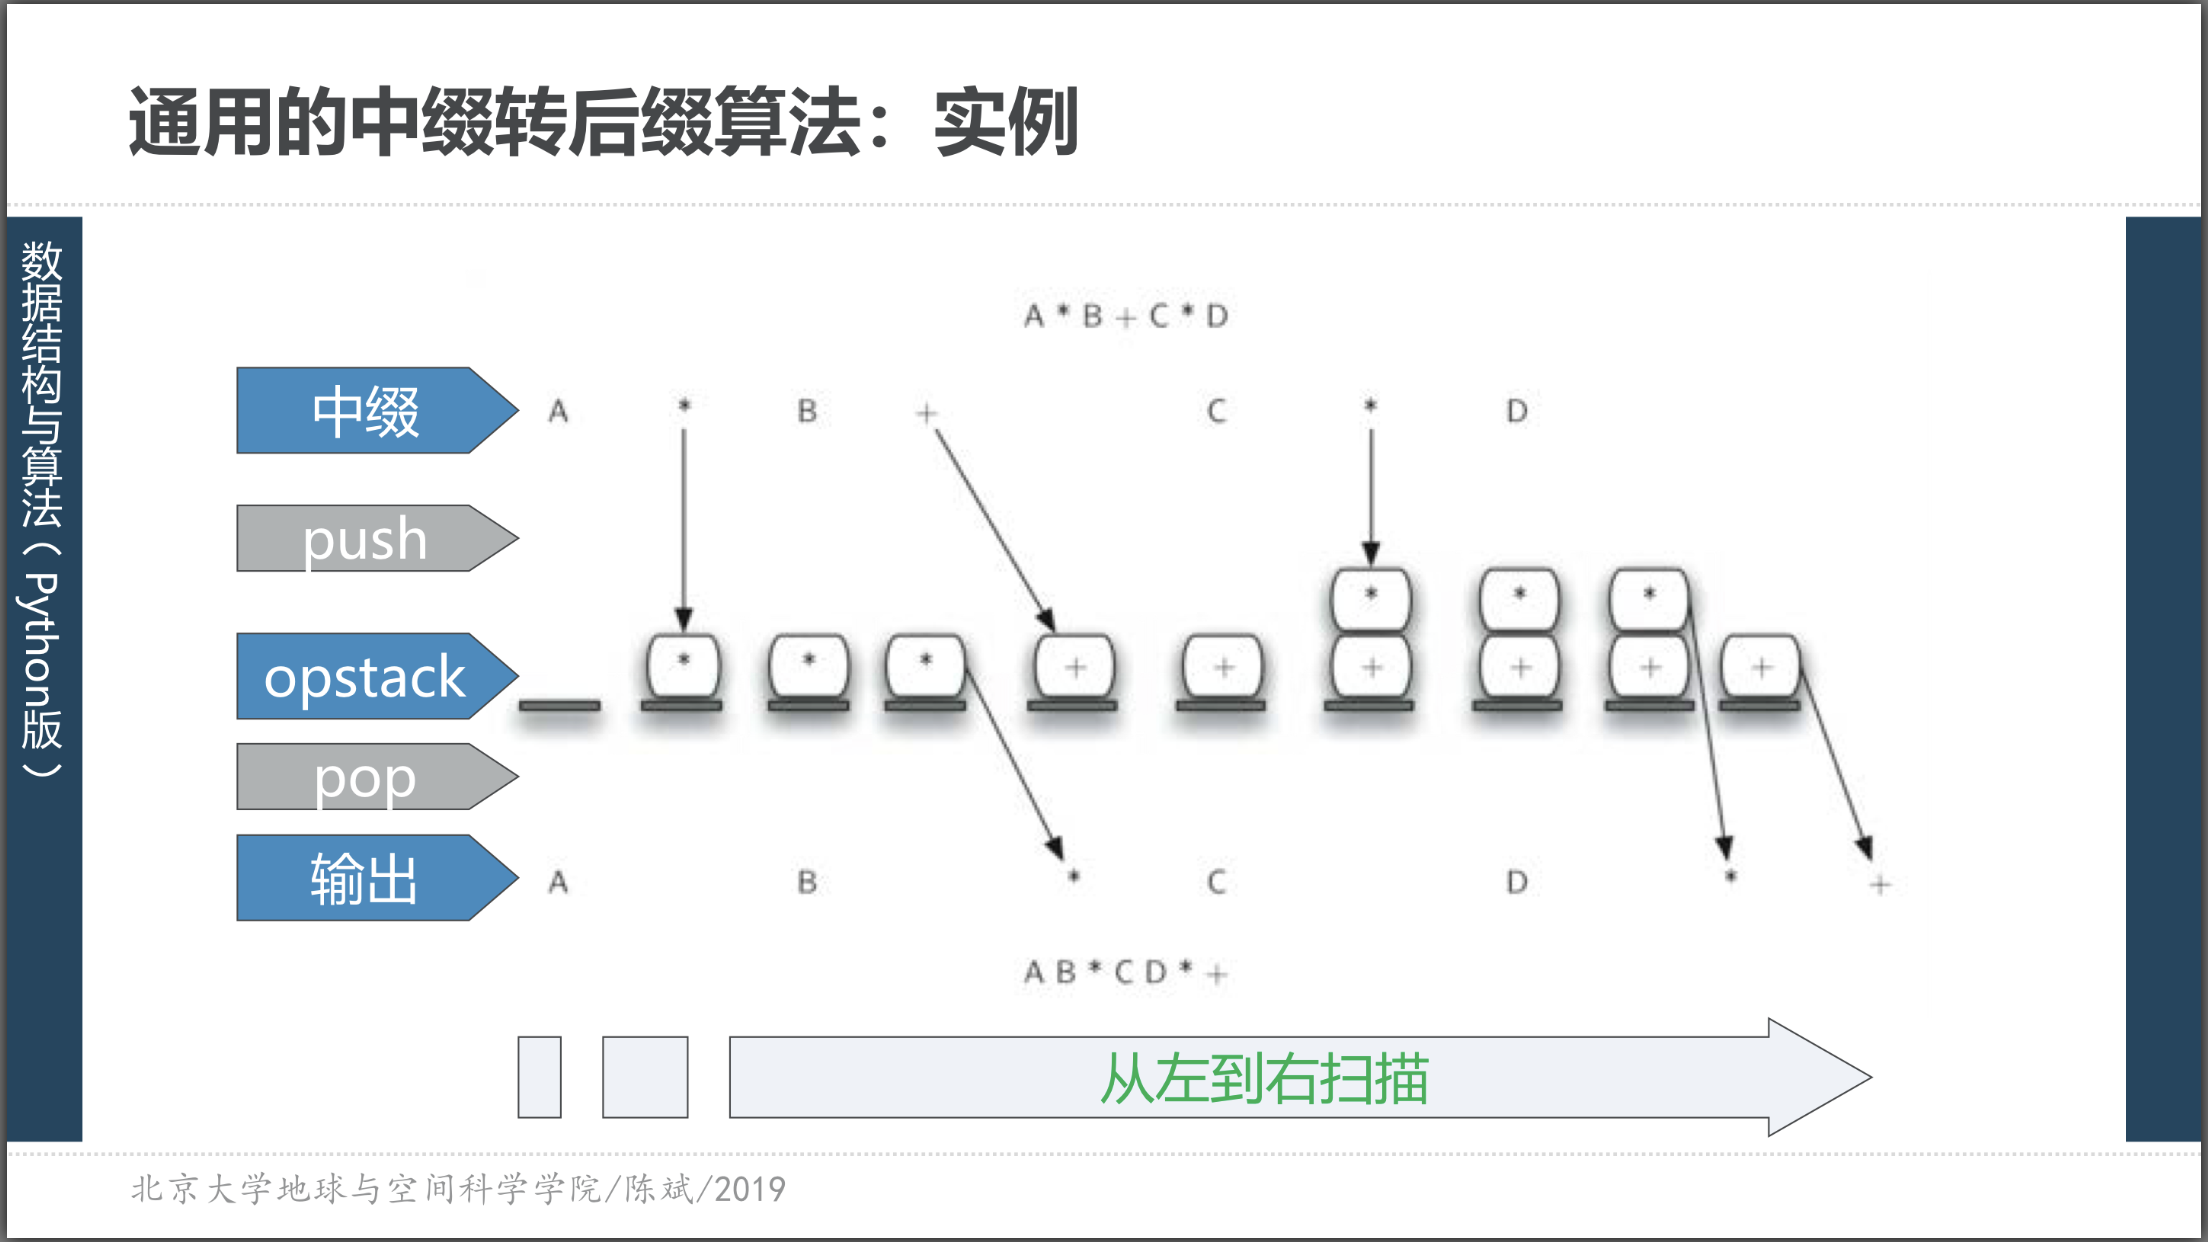 通用的中缀转后缀算法：实例
数据结构与算法（Python版）
A * B + C * D
中缀 A * B + C * D
push
* * *
opstack * * * + + + + + +
pop
输出 A B * C D * +
A B * C D * +
从左到右扫描
北京大学地球与空间科学学院/陈斌/2019